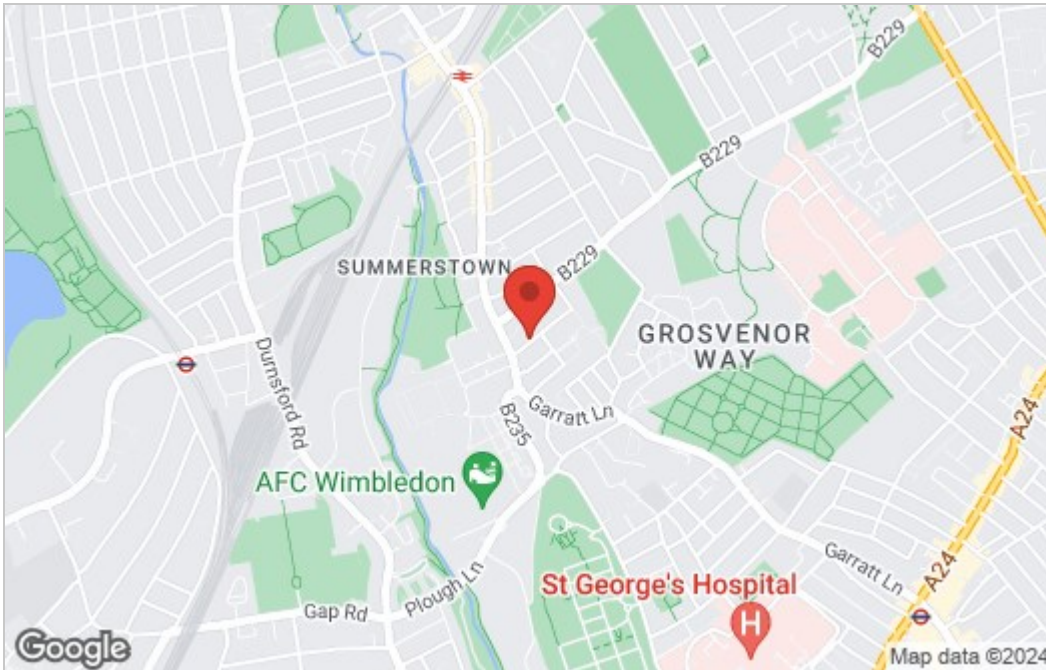 B229
B229
SUMMERSTOWN
B229
GROSVENOR
WAY
Durnsford Rd
B235
Garratt Ln
A24
AFC Wimbledon
A24
Garratt Ln
St George's Hospital
H
Plough Ln
Gap Rd
Google
Map data ©2024